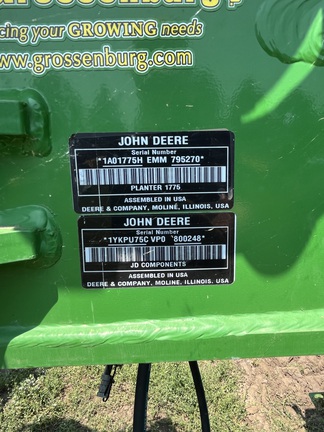 ncing your GROWING needs
www.grossenburg.com
JOHN DEERE
Serial Number
*1A01775H EMM 795270*
PLANTER 1775
ASSEMBLED IN USA
DEERE & COMPANY, MOLINE, ILLINOIS, USA
JOHN DEERE
Serial Number
*1YKPU75C VP0 `800248*
JD COMPONENTS
ASSEMBLED IN USA
DEERE & COMPANY, MOLINE, ILLINOIS, USA